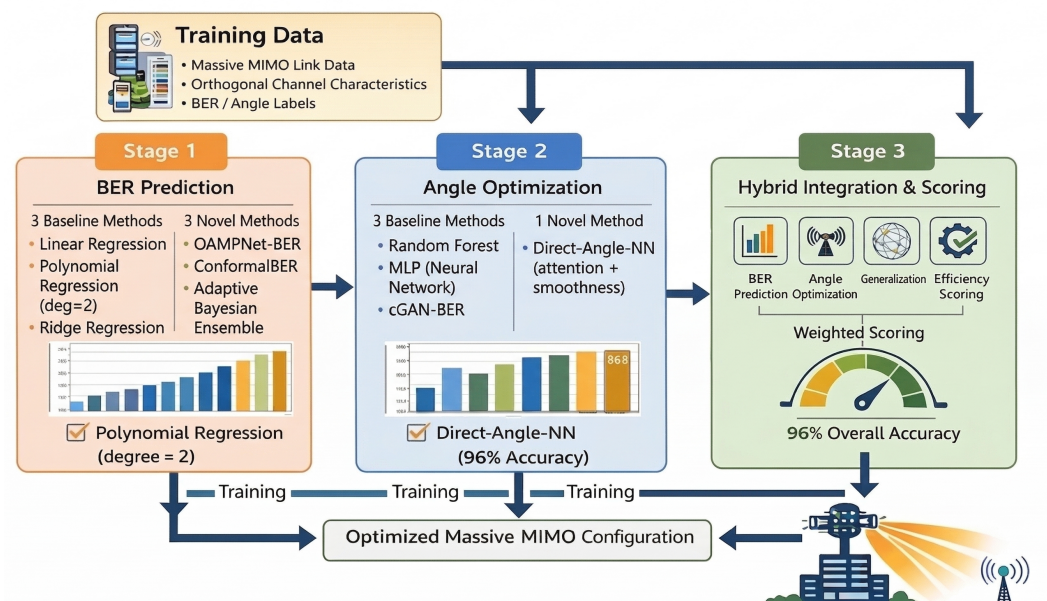 Training Data
• Massive MIMO Link Data
• Orthogonal Channel Characteristics
• BER / Angle Labels
Stage 1
BER Prediction
3 Baseline Methods
• Linear Regression
• Polynomial
Regression
(deg=2)
• Ridge Regression
3 Novel Methods
• OAMPNet-BER
• ConformalBER
• Adaptive
Bayesian
Ensemble
Polynomial Regression
(degree = 2)
Stage 2
Angle Optimization
3 Baseline Methods
• Random Forest
• MLP (Neural
Network)
• cGAN-BER
1 Novel Method
• Direct-Angle-NN
(attention +
smoothness)
868
Direct-Angle-NN
(96% Accuracy)
Stage 3
Hybrid Integration & Scoring
BER
Prediction
Angle
Optimization
Generalization
Efficiency
Scoring
Weighted Scoring
96% Overall Accuracy
Training
Training
Training
Optimized Massive MIMO Configuration